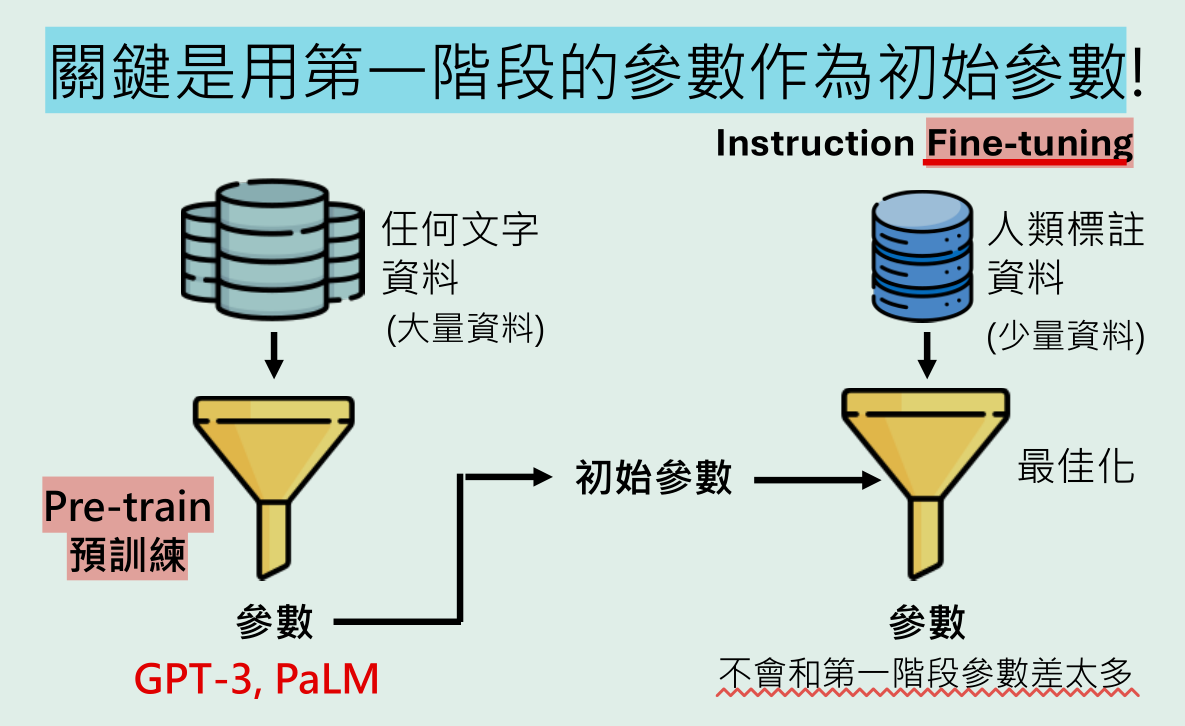 關鍵是用第一階段的參數作為初始參數!
Instruction Fine-tuning
任何文字
資料
(大量資料)
人類標註
資料
(少量資料)
Pre-train
預訓練
初始參數
最佳化
參數
GPT-3, PaLM
參數
不會和第一階段參數差太多